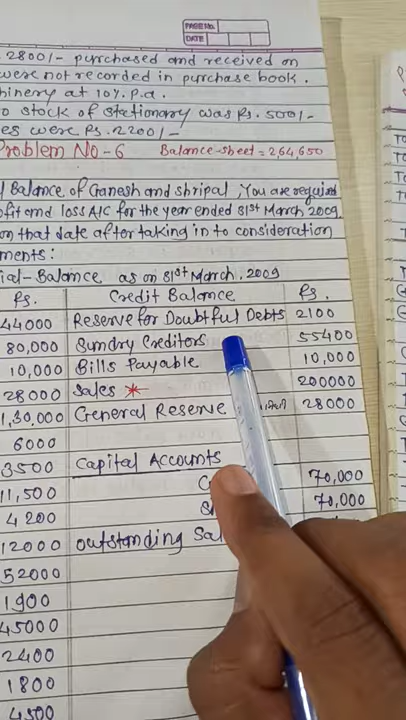 PAGE NO.
DATE
28001- purchased and received on
were not recorded in purchase book.
hinery at 10% p.a.
o stock of stationary was Rs. 5001-
es were Rs. 22001-
Problem No-6 Balance-sheet = 2,64,650
l Balance of Ganesh and shripal, You are required
ofit and loss A/C for the year ended 31st March 2009
on that date after taking in to consideration
ments:
ial-Balance as on 31st March, 2009
Rs. Credit Balance Rs.
44000 Reserve for Doubtful Debts 2100
80,000 Sundry Creditors 55400
10,000 Bills Payable 10,000
28000 Sales * 200000
1,30,000 General Reserve 28000
6000
3500 Capital Accounts
11,500 70,000
4200 70,000
12000 outstanding Sal
52000
1900
45000
2400
1800
4500